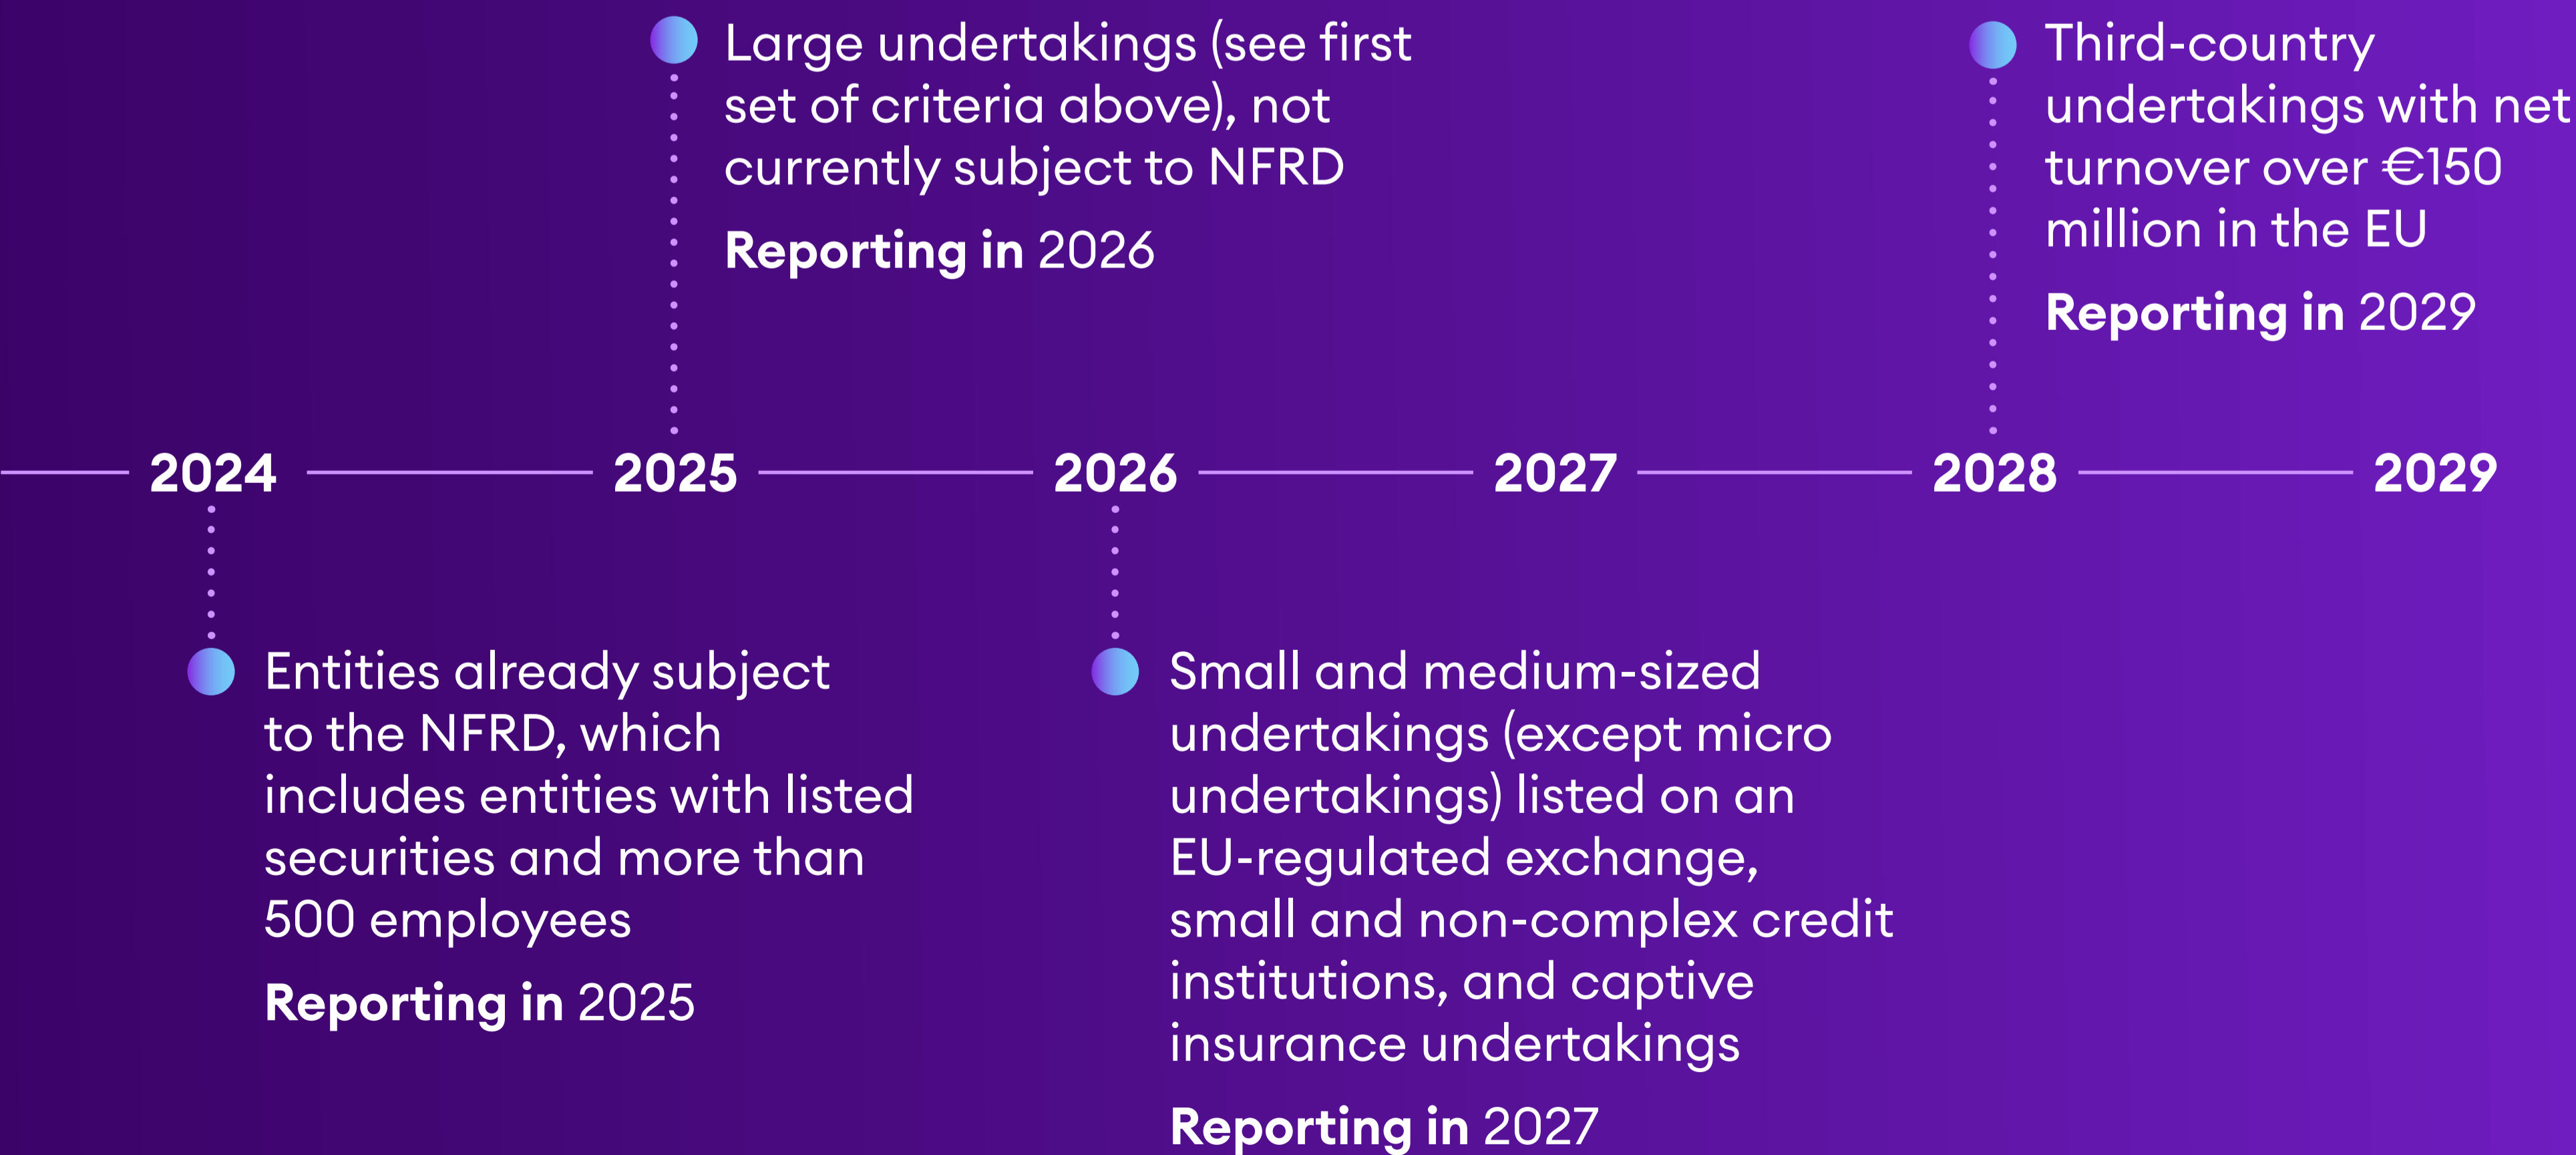 Large undertakings (see first
set of criteria above), not
currently subject to NFRD
Reporting in 2026
Third-country
undertakings with net
turnover over €150
million in the EU
Reporting in 2029
2024
2025
2026
2027
2028
2029
Entities already subject
to the NFRD, which
includes entities with listed
securities and more than
500 employees
Reporting in 2025
Small and medium-sized
undertakings (except micro
undertakings) listed on an
EU-regulated exchange,
small and non-complex credit
institutions, and captive
insurance undertakings
Reporting in 2027